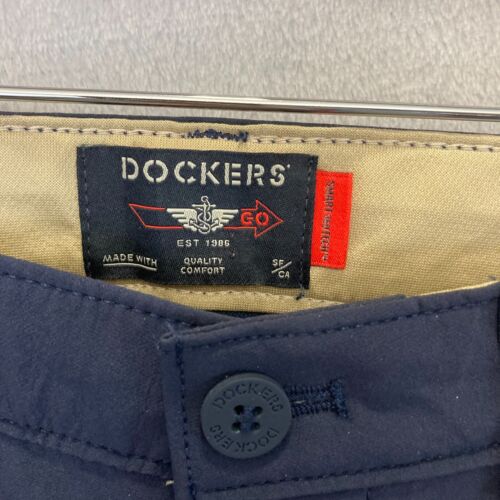 DOCKERS
GO
EST 1986
MADE WITH
QUALITY
COMFORT
SF/
CA
DOCKERS
DOCKERS